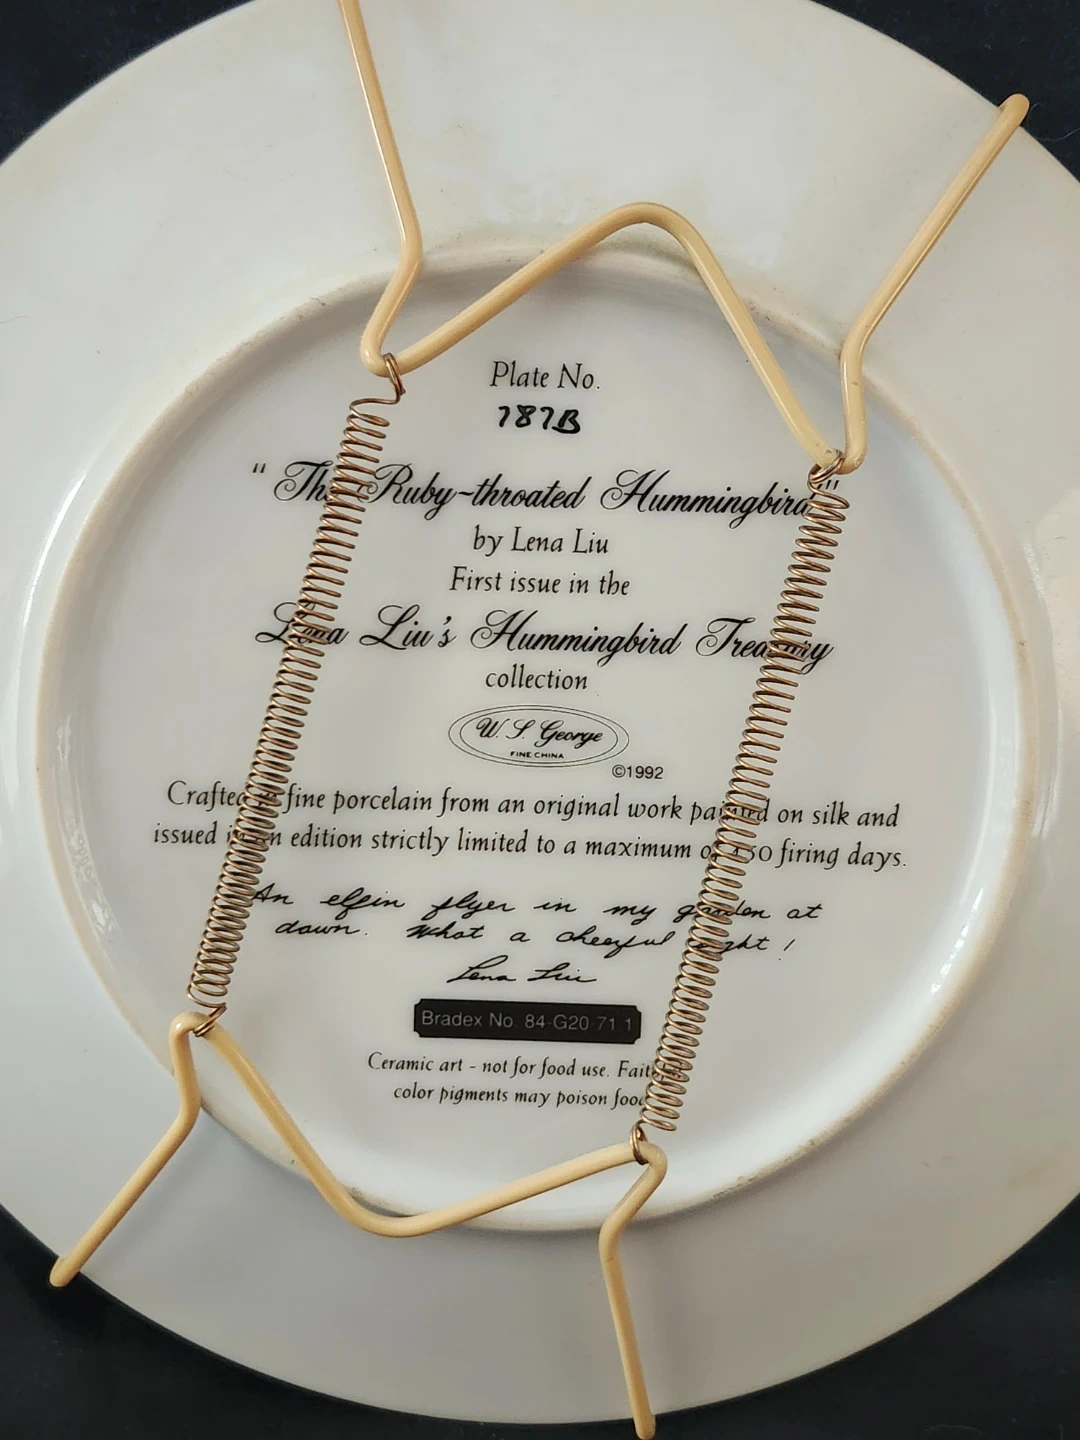 Plate No.
787B
"The Ruby-throated Hummingbird"
by Lena Liu
First issue in the
Lena Liu's Hummingbird Treasury
collection
W. S. George
FINE CHINA
©1992
Crafted in fine porcelain from an original work painted on silk and
issued in an edition strictly limited to a maximum of 150 firing days.
An elfin flyer in my garden at
dawn. What a cheerful sight!
Lena Liu
Bradex No. 84-G20-71.1
Ceramic art - not for food use.
color pigments may poison food.